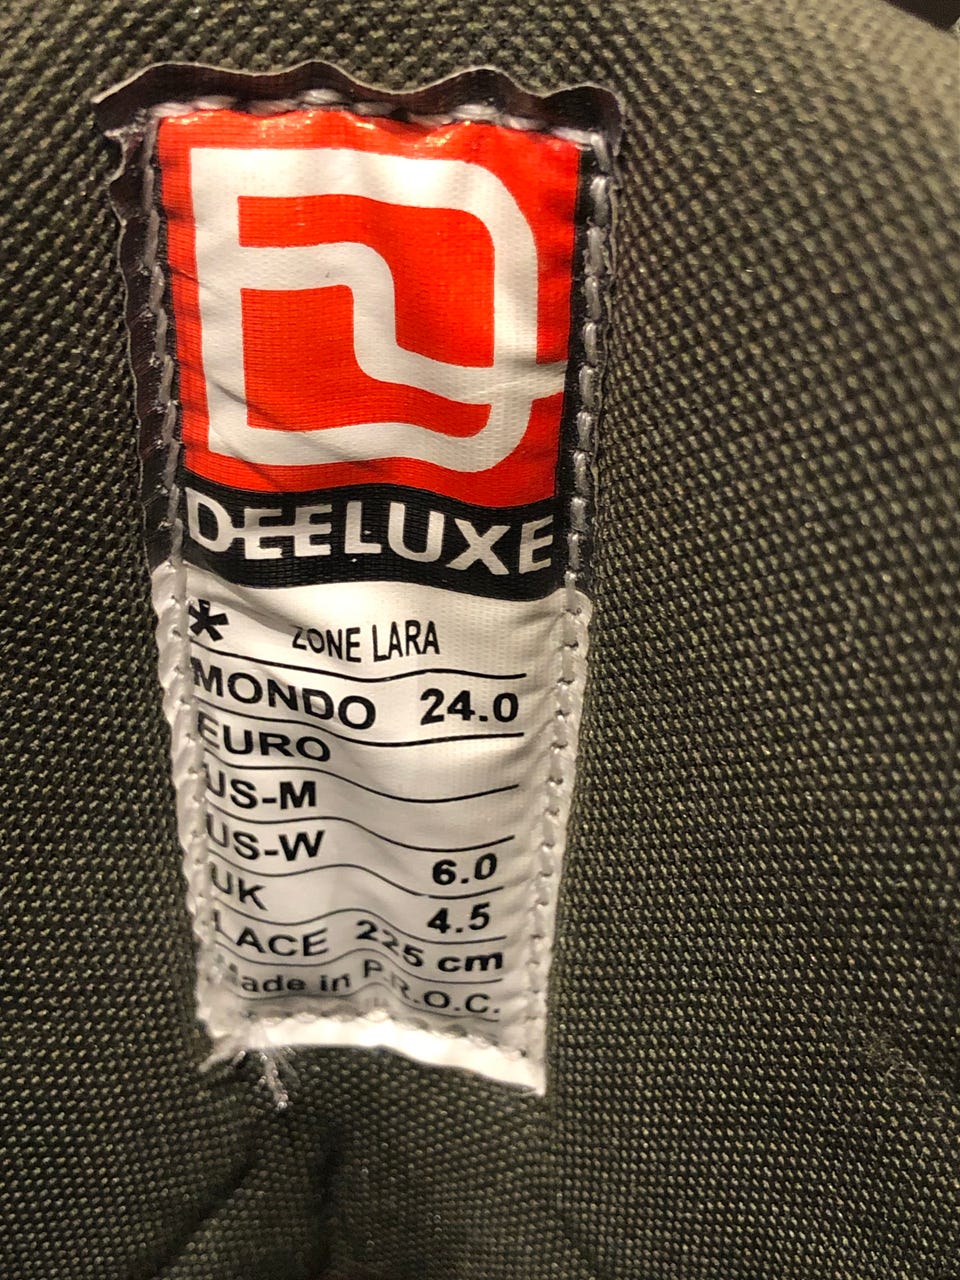 DEELUXE
* ZONE LARA
MONDO 24.0
EURO
US-M
US-W 6.0
UK 4.5
LACE 225 cm
Made in P.R.O.C.